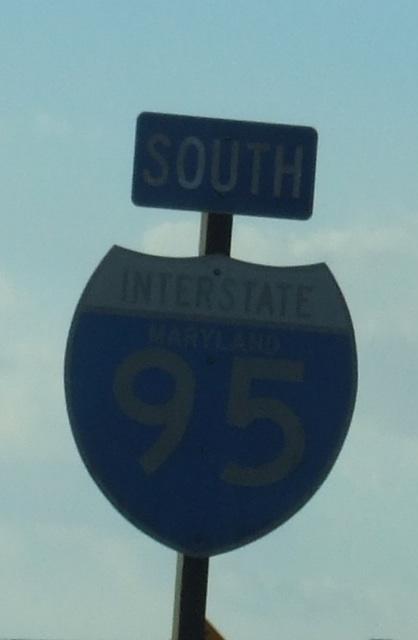 SOUTH
INTERSTATE
MARYLAND
95